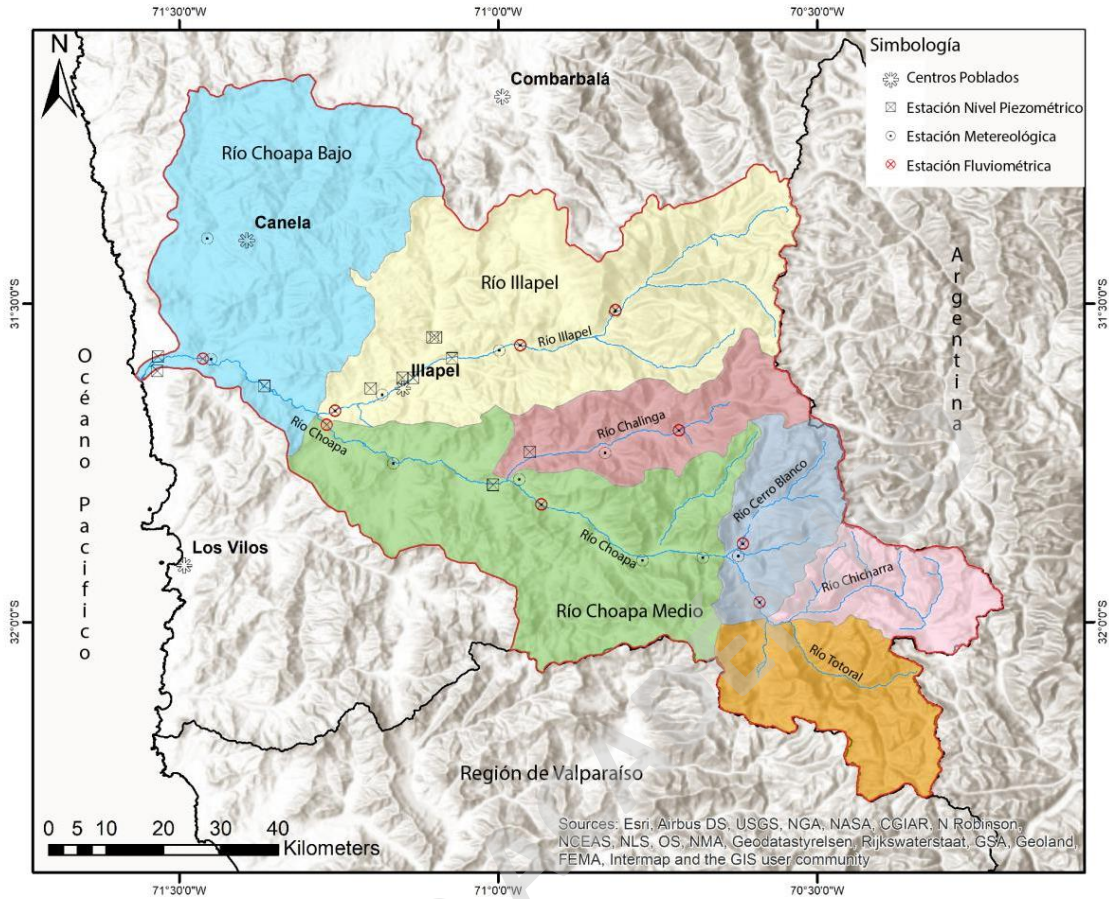 71°30'0"W
71°0'0"W
70°30'0"W
N
Simbología
Centros Poblados
Estación Nivel Piezométrico
Estación Metereológica
Estación Fluviométrica
Combarbalá
Río Choapa Bajo
Canela
Río Illapel
Río Illapel
Illapel
Argentina
31°30'0"S
31°30'0"S
Océano Pacifico
Río Chalinga
Río Choapa
Río Cerro Blanco
Los Vilos
Río Choapa
Río Chicharra
Río Choapa Medio
32°0'0"S
32°0'0"S
Río Totoral
Región de Valparaíso
0 5 10 20 30 40
Kilometers
Sources: Esri, Airbus DS, USGS, NGA, NASA, CGIAR, N Robinson,
NCEAS, NLS, OS, NMA, Geodatastyrelsen, Rijkswaterstaat, GSA, Geoland,
FEMA, Intermap and the GIS user community
71°30'0"W
71°0'0"W
70°30'0"W